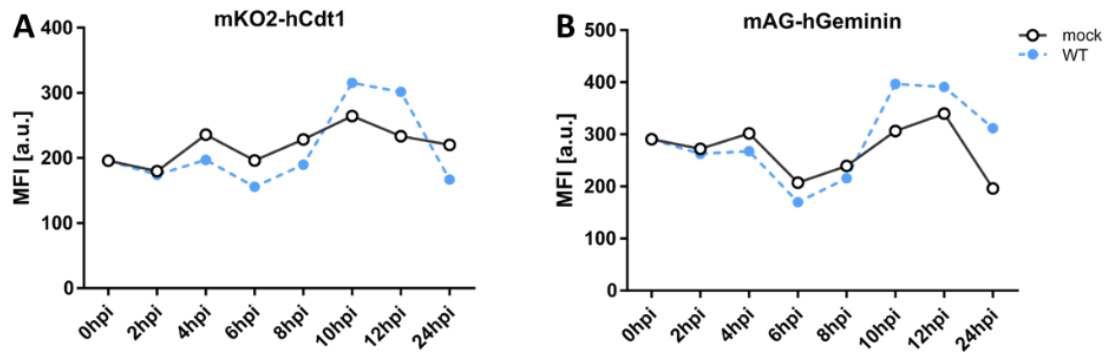 A
mKO2-hCdt1
MFI [a.u.]
400
300
200
100
0
0hpi
2hpi
4hpi
6hpi
8hpi
10hpi
12hpi
24hpi
B
mAG-hGeminin
MFI [a.u.]
500
400
300
200
100
0
0hpi
2hpi
4hpi
6hpi
8hpi
10hpi
12hpi
24hpi
mock
WT